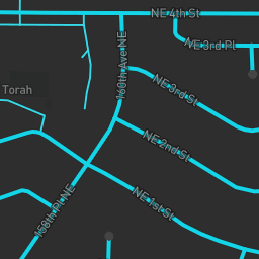 NE 4th St
NE 3rd Pl
160th Ave NE
NE 3rd St
Torah
NE 2nd St
NE 1st St
158th Pl NE